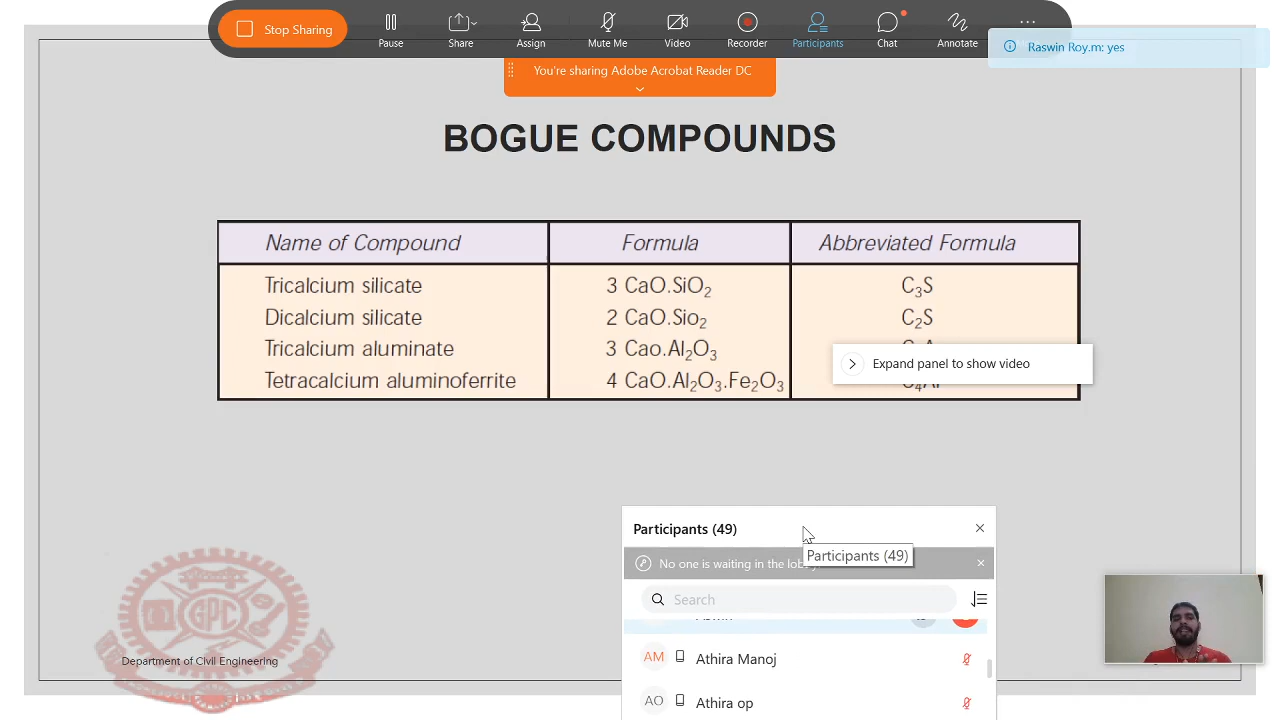 Stop Sharing
Pause
Share
Assign
Mute Me
Video
Recorder
Participants
Chat
Annotate
Raswin Roy.m: yes
You're sharing Adobe Acrobat Reader DC
BOGUE COMPOUNDS
Name of Compound Formula Abbreviated Formula
Tricalcium silicate 3 CaO.SiO₂ C₃S
Dicalcium silicate 2 CaO.Sio₂ C₂S
Tricalcium aluminate 3 Cao.Al₂O₃
Expand panel to show video
Tetracalcium aluminoferrite 4 CaO.Al₂O₃.Fe₂O₃
Participants (49)
Participants (49)
No one is waiting in the lobby.
Search
AM Athira Manoj
AO Athira op
GPC
Department of Civil Engineering